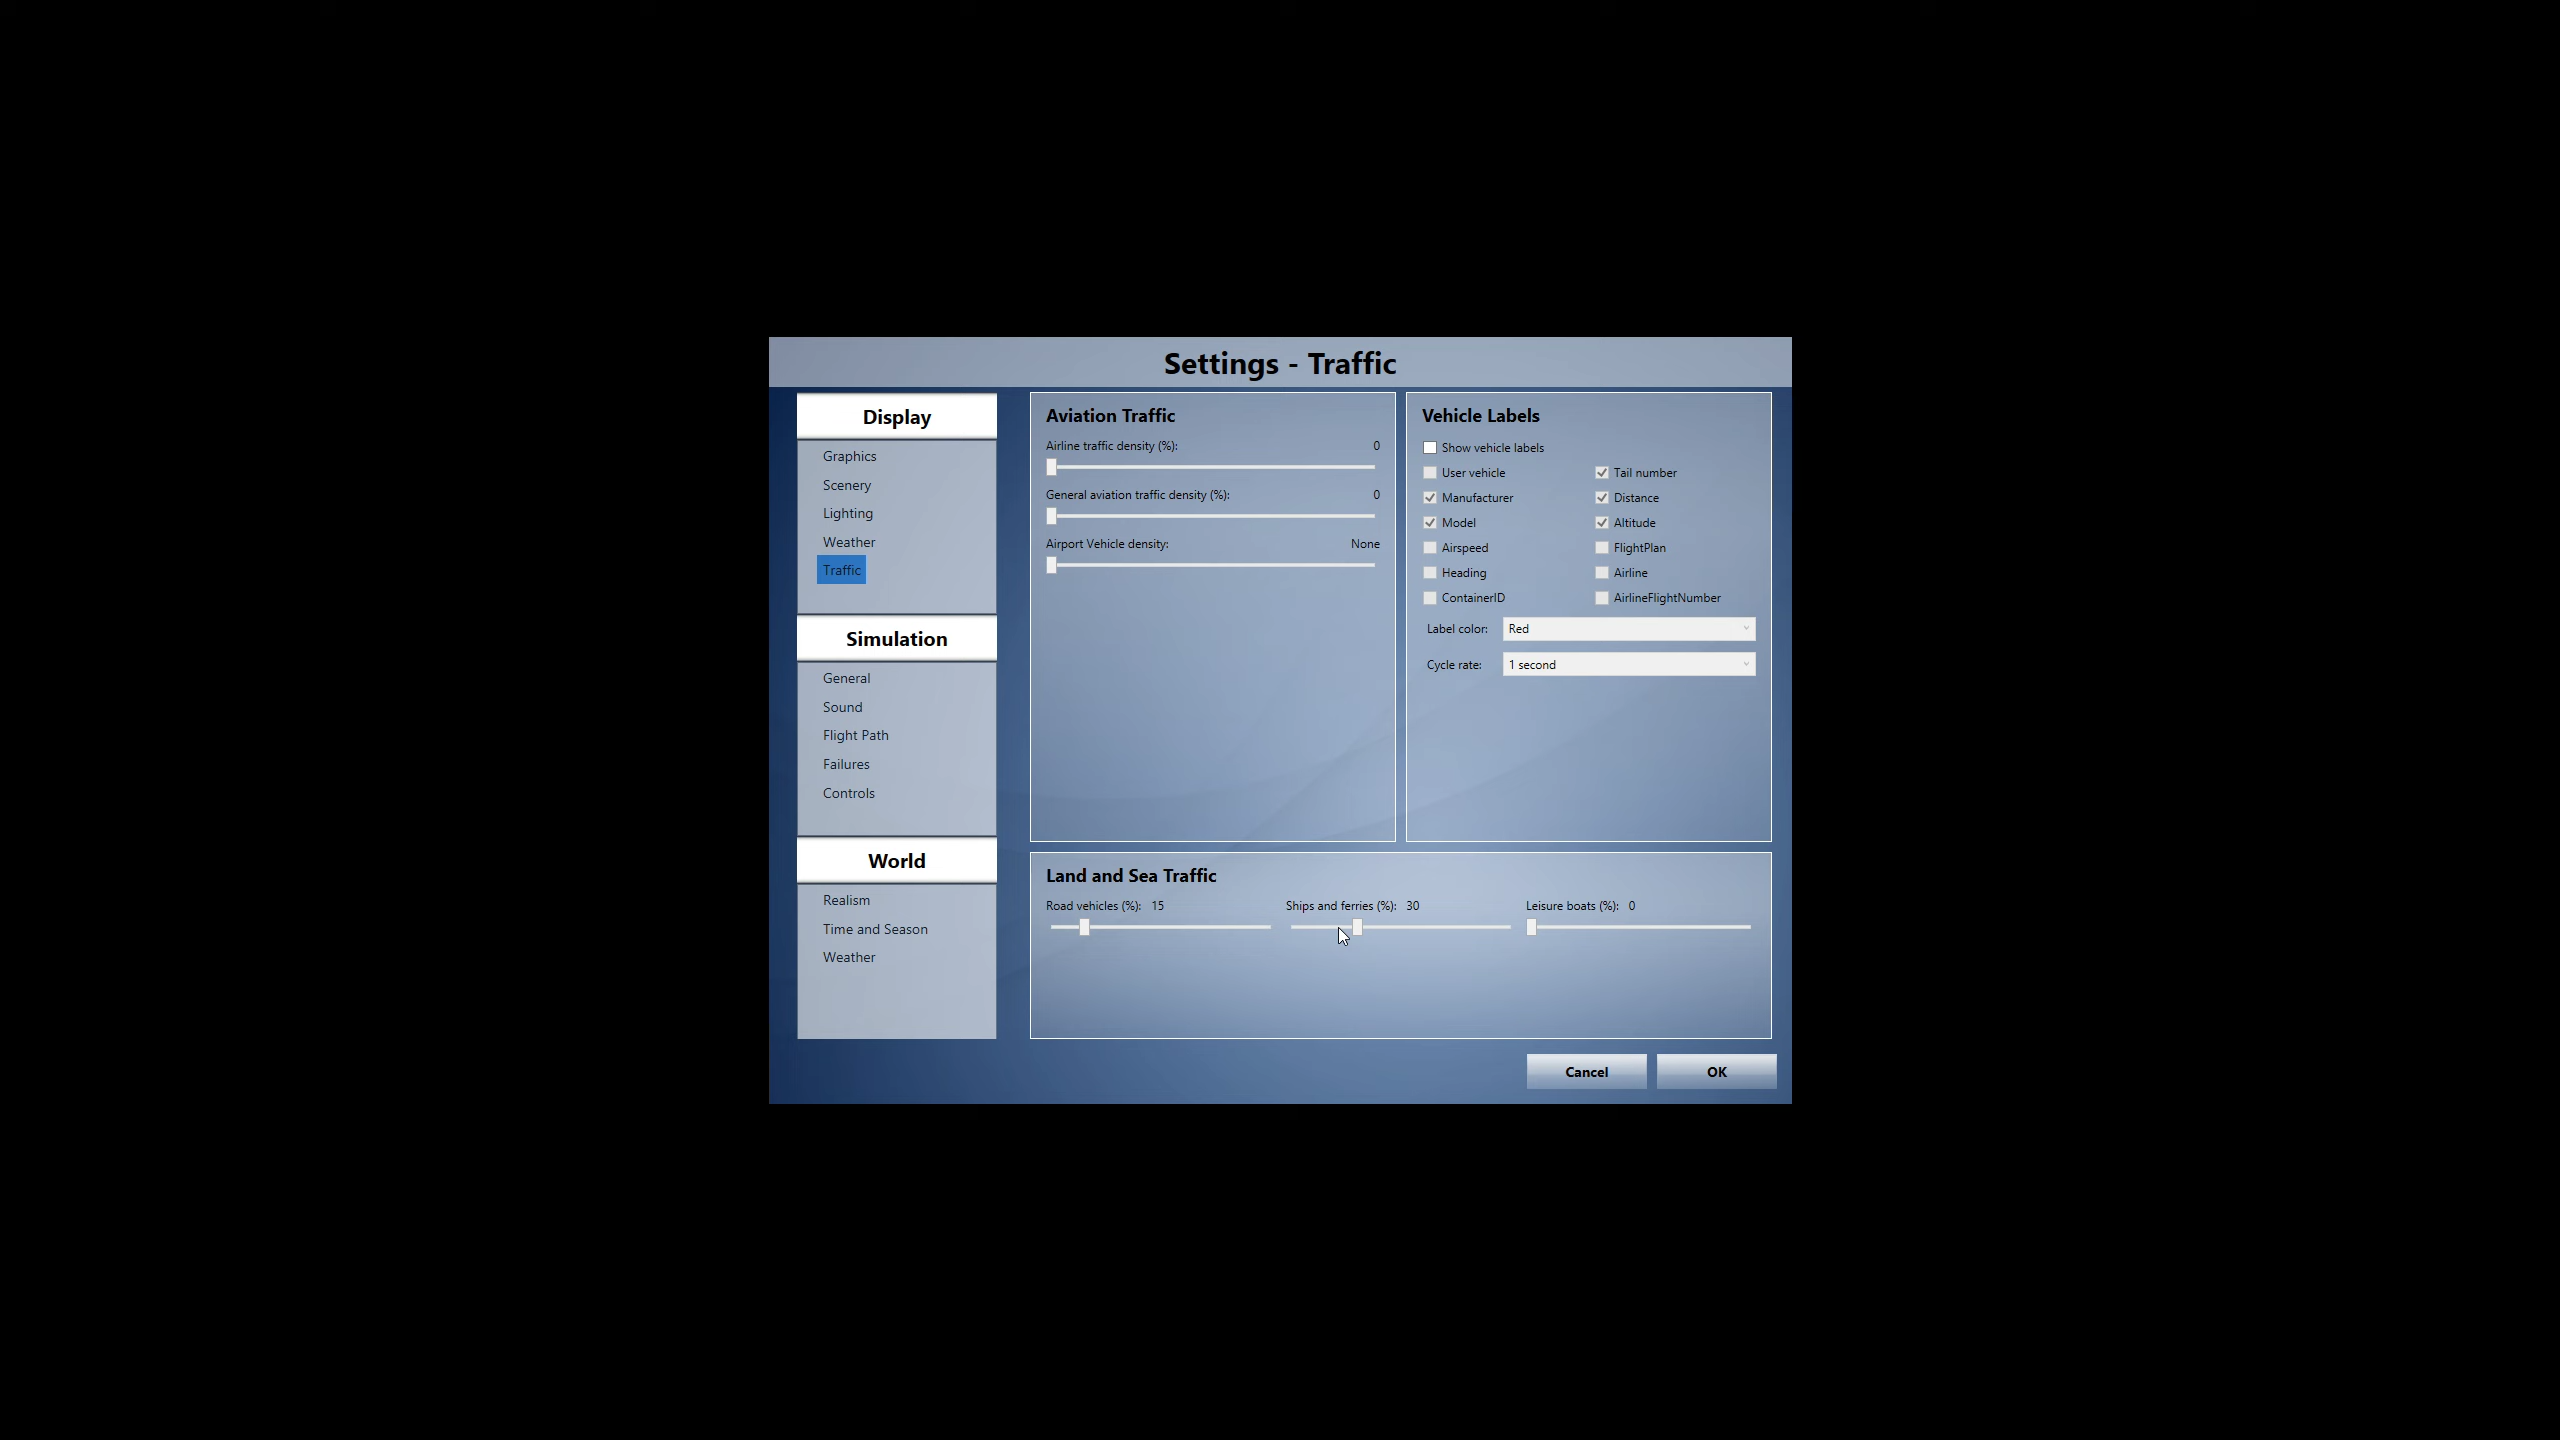 Settings - Traffic
Display
Graphics
Scenery
Lighting
Weather
Traffic
Simulation
General
Sound
Flight Path
Failures
Controls
World
Realism
Time and Season
Weather
Aviation Traffic
Airline traffic density (%): 0
General aviation traffic density (%): 0
Airport Vehicle density: None
Vehicle Labels
Show vehicle labels
User vehicle Tail number
Manufacturer Distance
Model Altitude
Airspeed FlightPlan
Heading Airline
ContainerID AirlineFlightNumber
Label color: Red
Cycle rate: 1 second
Land and Sea Traffic
Road vehicles (%): 15 Ships and ferries (%): 30 Leisure boats (%): 0
Cancel OK